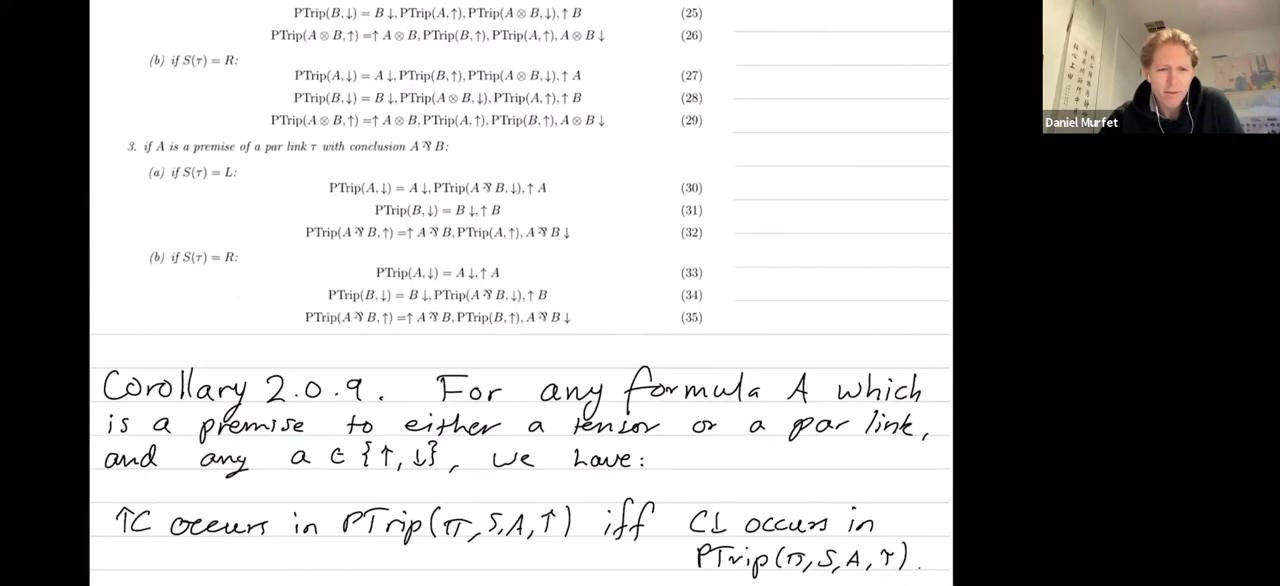 PTrip(B, ↓) = B ↓, PTrip(A, ↑), PTrip(A ⊗ B, ↓), ↑ B (25)
PTrip(A ⊗ B, ↑) =↑ A ⊗ B, PTrip(B, ↑), PTrip(A, ↑), A ⊗ B ↓ (26)
(b) if S(τ) = R:
PTrip(A, ↓) = A ↓, PTrip(B, ↑), PTrip(A ⊗ B, ↓), ↑ A (27)
PTrip(B, ↓) = B ↓, PTrip(A ⊗ B, ↓), PTrip(A, ↑), ↑ B (28)
PTrip(A ⊗ B, ↑) =↑ A ⊗ B, PTrip(A, ↑), PTrip(B, ↑), A ⊗ B ↓ (29)
3. if A is a premise of a par link τ with conclusion A ⅋ B:
(a) if S(τ) = L:
PTrip(A, ↓) = A ↓, PTrip(A ⅋ B, ↓), ↑ A (30)
PTrip(B, ↓) = B ↓, ↑ B (31)
PTrip(A ⅋ B, ↑) =↑ A ⅋ B, PTrip(A, ↑), A ⅋ B ↓ (32)
(b) if S(τ) = R:
PTrip(A, ↓) = A ↓, ↑ A (33)
PTrip(B, ↓) = B ↓, PTrip(A ⅋ B, ↓), ↑ B (34)
PTrip(A ⅋ B, ↑) =↑ A ⅋ B, PTrip(B, ↑), A ⅋ B ↓ (35)
Corollary 2.0.9. For any formula A which
is a premise to either a tensor or a par link,
and any a ∈ {↑, ↓}, we have:
↑C occurs in PTrip(π, S, A, ↑) iff C↓ occurs in
PTrip(π, S, A, ↑).
Daniel Murfet